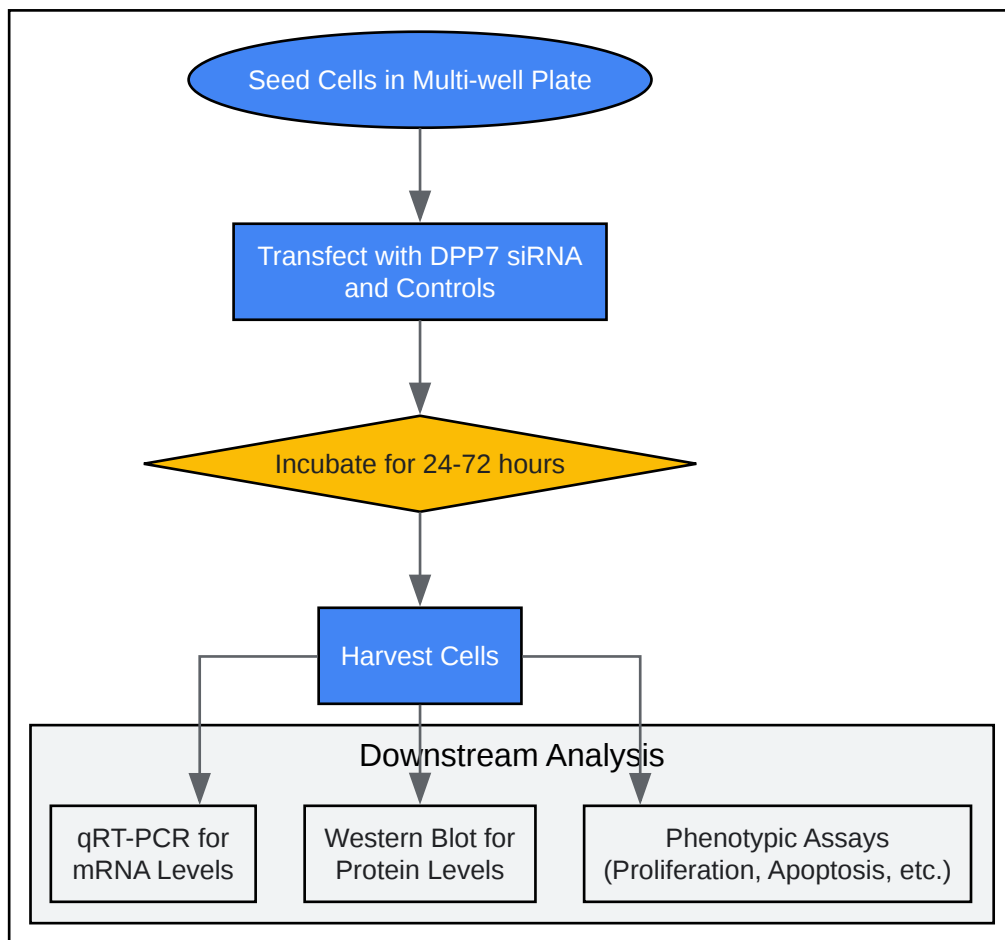 Seed Cells in Multi-well Plate
Transfect with DPP7 siRNA
and Controls
Incubate for 24-72 hours
Harvest Cells
Downstream Analysis
qRT-PCR for
mRNA Levels
Western Blot for
Protein Levels
Phenotypic Assays
(Proliferation, Apoptosis, etc.)